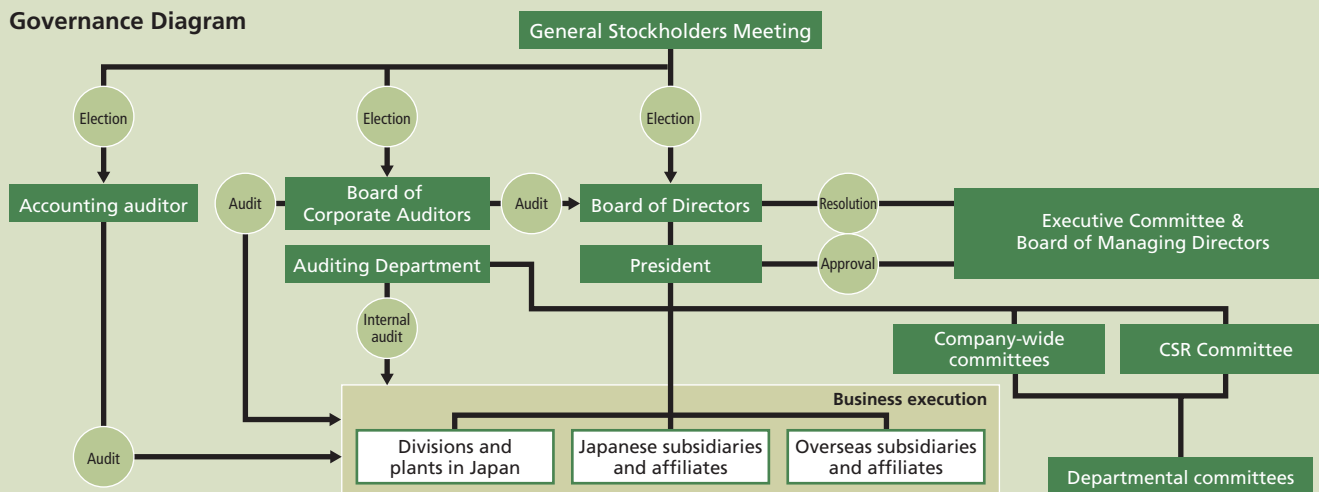 Governance Diagram
General Stockholders Meeting
Election
Election
Election
Accounting auditor
Audit
Board of
Corporate Auditors
Audit
Board of Directors
Resolution
Executive Committee &
Board of Managing Directors
Auditing Department
President
Approval
Internal
audit
Company-wide
committees
CSR Committee
Business execution
Audit
Divisions and
plants in Japan
Japanese subsidiaries
and affiliates
Overseas subsidiaries
and affiliates
Departmental committees